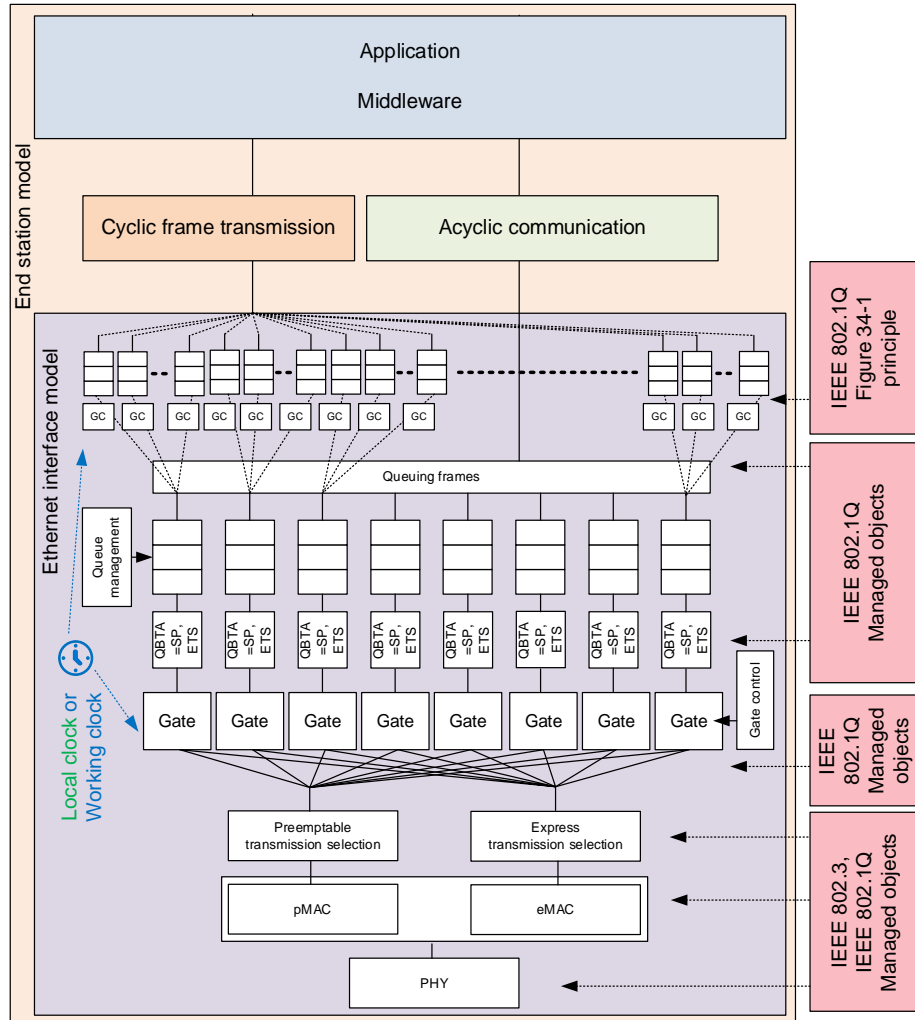 Application
Middleware
End station model
Cyclic frame transmission
Acyclic communication
Ethernet interface model
GC
GC
GC
GC
GC
GC
GC
GC
GC
GC
GC
GC
IEEE 802.1Q
Figure 34-1
principle
Queuing frames
Queue
management
IEEE 802.1Q
Managed objects
QBTA
=SP,
ETS
QBTA
=SP,
ETS
QBTA
=SP,
ETS
QBTA
=SP,
ETS
QBTA
=SP,
ETS
QBTA
=SP,
ETS
QBTA
=SP,
ETS
QBTA
=SP,
ETS
Local clock or
Working clock
Gate
Gate
Gate
Gate
Gate
Gate
Gate
Gate
Gate control
IEEE
802.1Q
Managed
objects
Preemptable
transmission selection
Express
transmission selection
pMAC
eMAC
PHY
IEEE 802.3,
IEEE 802.1Q
Managed objects